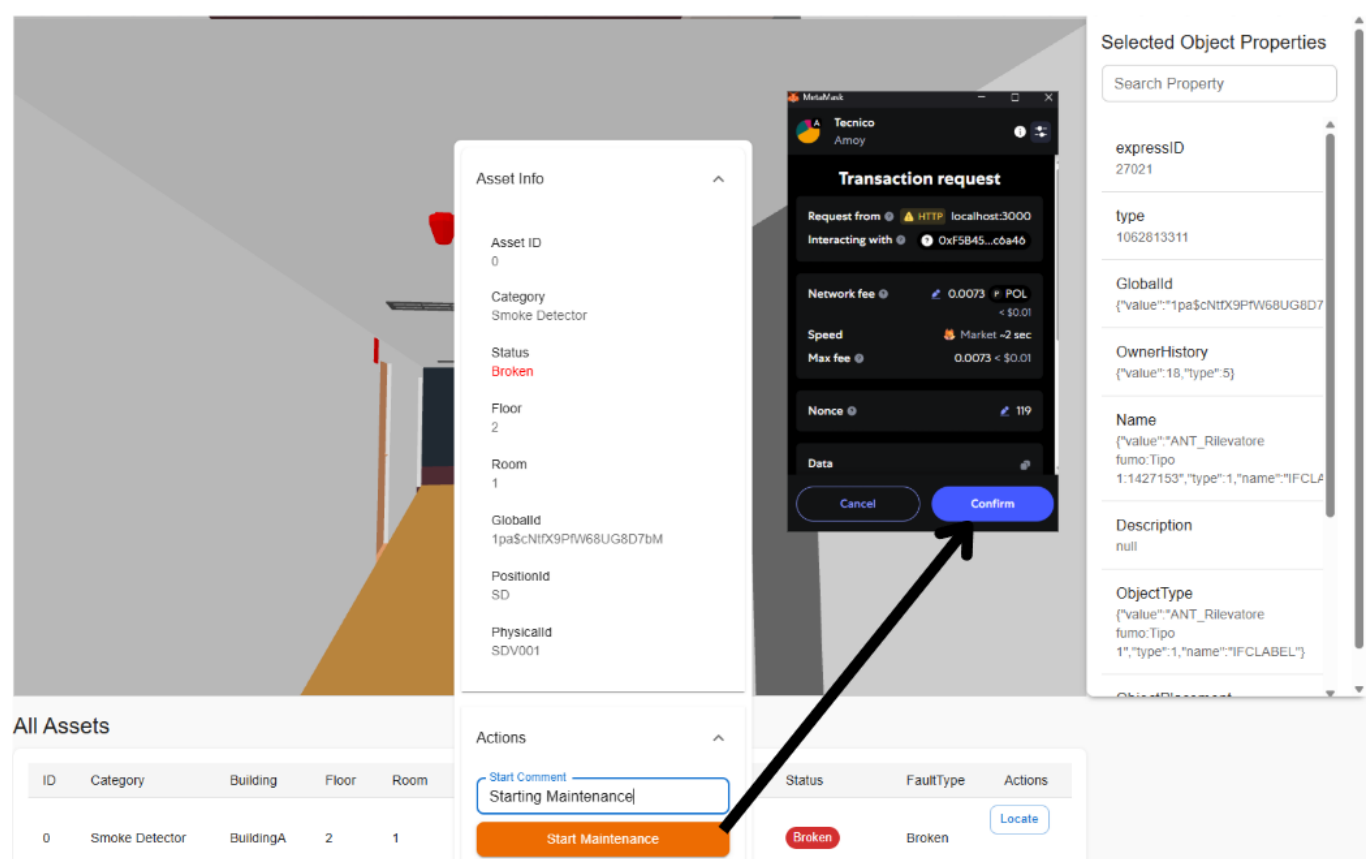 Selected Object Properties
Search Property
expressID
27021
type
1062813311
GlobalId
{"value":"1pa$cNtfX9PfW68UG8D7
OwnerHistory
{"value":18,"type":5}
Name
{"value":"ANT_Rilevatore
fumo:Tipo
1:1427153","type":1,"name":"IFCLA
Description
null
ObjectType
{"value":"ANT_Rilevatore
fumo:Tipo
1","type":1,"name":"IFCLABEL"}
ObjectPlacement
MetaMask
A
Tecnico
Amoy
Transaction request
Request from HTTP localhost:3000
Interacting with 0xF5B45...c6a46
Network fee 0.0073 P POL
< $0.01
Speed Market ~2 sec
Max fee 0.0073 < $0.01
Nonce 119
Data
Cancel Confirm
Asset Info
Asset ID
0
Category
Smoke Detector
Status
Broken
Floor
2
Room
1
GlobalId
1pa$cNtfX9PfW68UG8D7bM
PositionId
SD
PhysicalId
SDV001
Actions
Start Comment
Starting Maintenance
Start Maintenance
All Assets
ID Category Building Floor Room Status FaultType Actions
0 Smoke Detector BuildingA 2 1 Broken Broken Locate